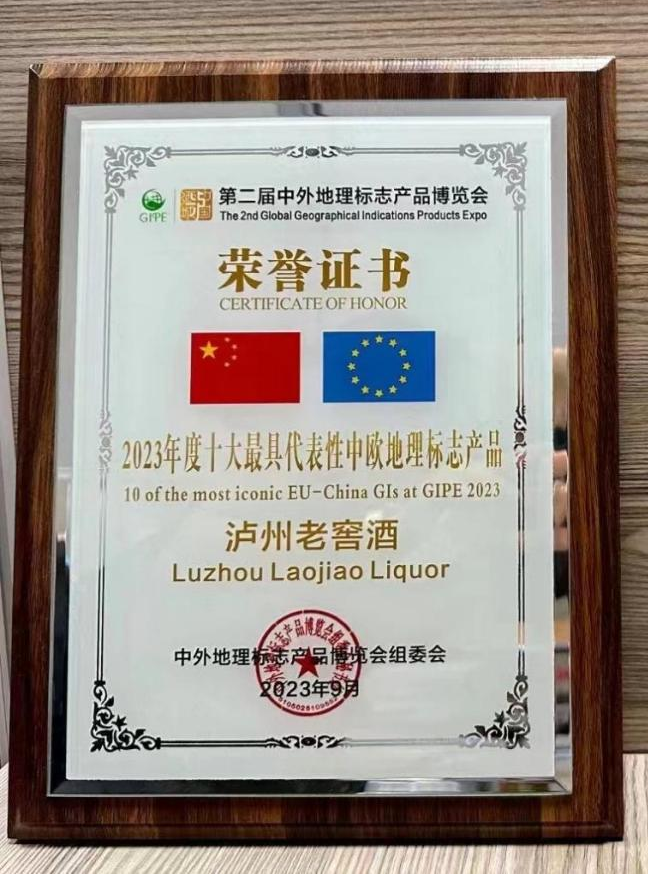 GIPE
第二届中外地理标志产品博览会
The 2nd Global Geographical Indications Products Expo
荣誉证书
CERTIFICATE OF HONOR
2023年度十大最具代表性中欧地理标志产品
10 of the most iconic EU-China GIs at GIPE 2023
泸州老窖酒
Luzhou Laojiao Liquor
中外地理标志产品博览会组委会
2023年9月